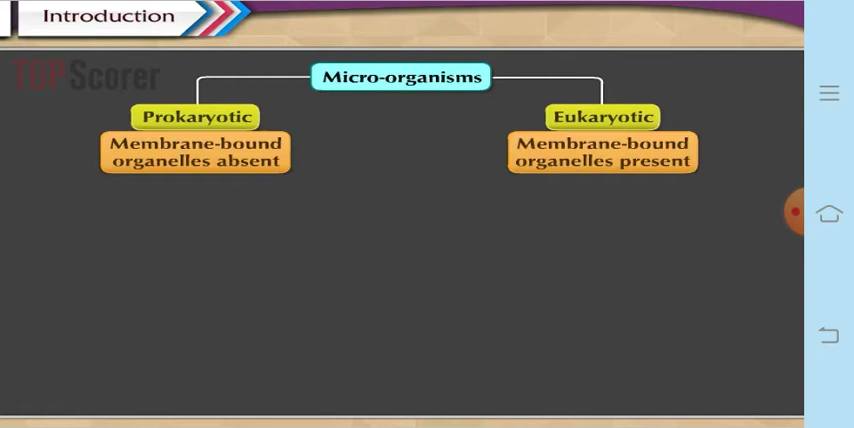 Introduction
TOPScorer
Micro-organisms
Prokaryotic
Membrane-bound
organelles absent
Eukaryotic
Membrane-bound
organelles present